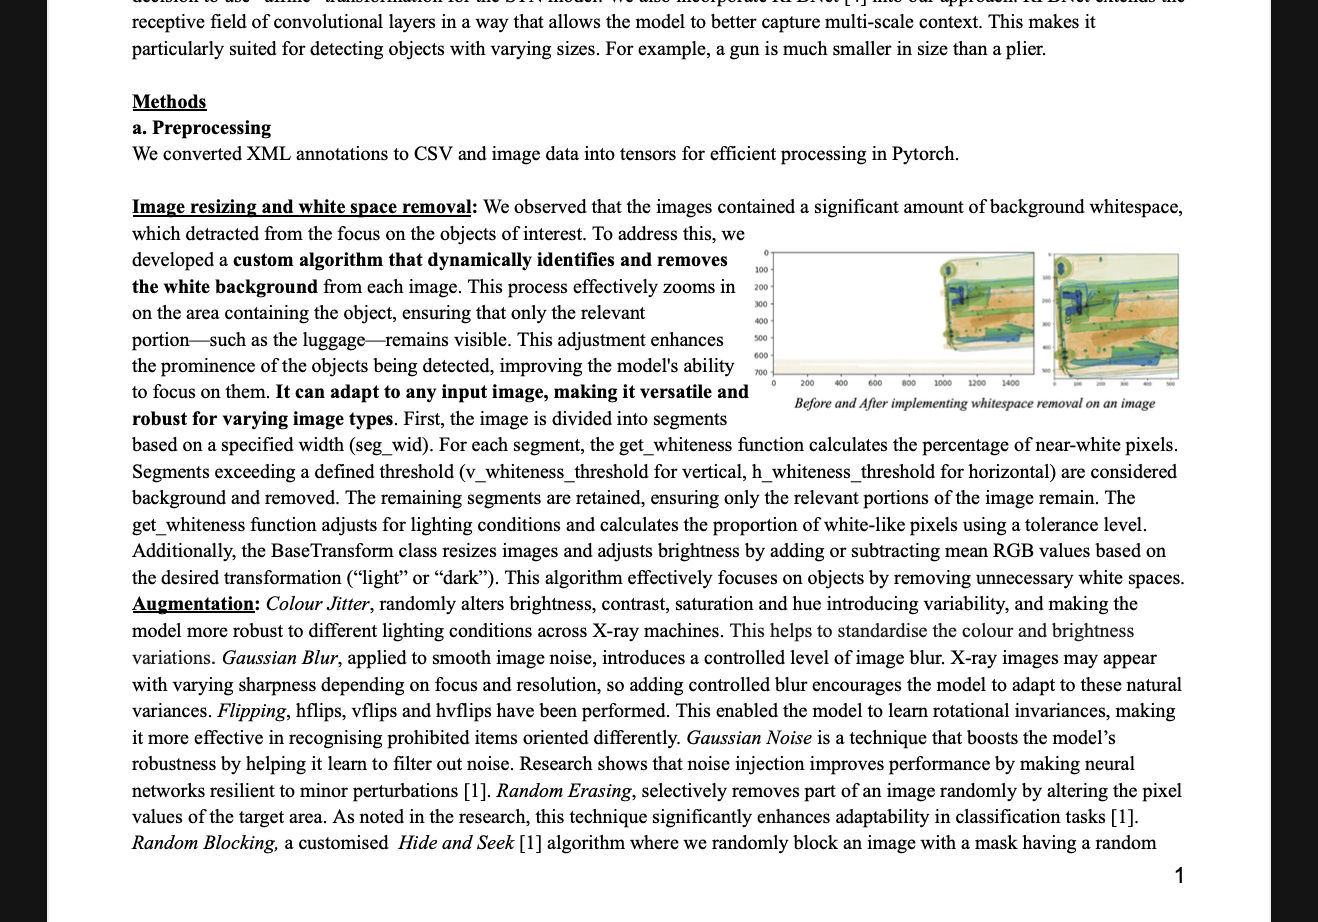 receptive field of convolutional layers in a way that allows the model to better capture multi-scale context. This makes it
particularly suited for detecting objects with varying sizes. For example, a gun is much smaller in size than a plier.
Methods
a. Preprocessing
We converted XML annotations to CSV and image data into tensors for efficient processing in Pytorch.
Image resizing and white space removal: We observed that the images contained a significant amount of background whitespace,
which detracted from the focus on the objects of interest. To address this, we
developed a custom algorithm that dynamically identifies and removes
the white background from each image. This process effectively zooms in
on the area containing the object, ensuring that only the relevant
portion—such as the luggage—remains visible. This adjustment enhances
the prominence of the objects being detected, improving the model's ability
to focus on them. It can adapt to any input image, making it versatile and
robust for varying image types. First, the image is divided into segments
0
100
200
300
400
500
600
700
0 200 400 600 800 1000 1200 1400
0
100
200
300
400
500
0 100 200 300 400 500
Before and After implementing whitespace removal on an image
based on a specified width (seg_wid). For each segment, the get_whiteness function calculates the percentage of near-white pixels.
Segments exceeding a defined threshold (v_whiteness_threshold for vertical, h_whiteness_threshold for horizontal) are considered
background and removed. The remaining segments are retained, ensuring only the relevant portions of the image remain. The
get_whiteness function adjusts for lighting conditions and calculates the proportion of white-like pixels using a tolerance level.
Additionally, the BaseTransform class resizes images and adjusts brightness by adding or subtracting mean RGB values based on
the desired transformation (“light” or “dark”). This algorithm effectively focuses on objects by removing unnecessary white spaces.
Augmentation: Colour Jitter, randomly alters brightness, contrast, saturation and hue introducing variability, and making the
model more robust to different lighting conditions across X-ray machines. This helps to standardise the colour and brightness
variations. Gaussian Blur, applied to smooth image noise, introduces a controlled level of image blur. X-ray images may appear
with varying sharpness depending on focus and resolution, so adding controlled blur encourages the model to adapt to these natural
variances. Flipping, hflips, vflips and hvflips have been performed. This enabled the model to learn rotational invariances, making
it more effective in recognising prohibited items oriented differently. Gaussian Noise is a technique that boosts the model’s
robustness by helping it learn to filter out noise. Research shows that noise injection improves performance by making neural
networks resilient to minor perturbations [1]. Random Erasing, selectively removes part of an image randomly by altering the pixel
values of the target area. As noted in the research, this technique significantly enhances adaptability in classification tasks [1].
Random Blocking, a customised Hide and Seek [1] algorithm where we randomly block an image with a mask having a random
1